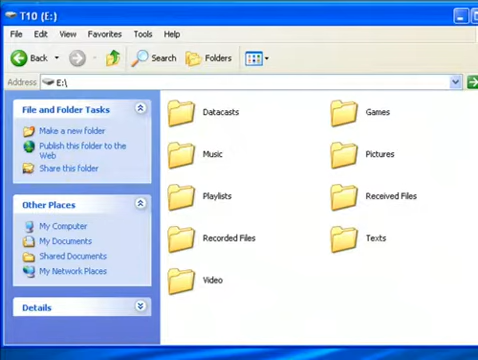 T10 (E:)
File Edit View Favorites Tools Help
Back Search Folders
Address E:\
File and Folder Tasks
Make a new folder
Publish this folder to the
Web
Share this folder
Other Places
My Computer
My Documents
Shared Documents
My Network Places
Details
Datacasts Games
Music Pictures
Playlists Received Files
Recorded Files Texts
Video